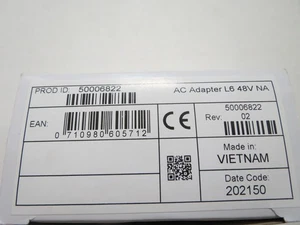 PROD ID: 50006822
AC Adapter L6 48V NA
EAN:
0 710980 605712
CE
50006822
Rev: 02
Made in:
VIETNAM
Date Code:
202150